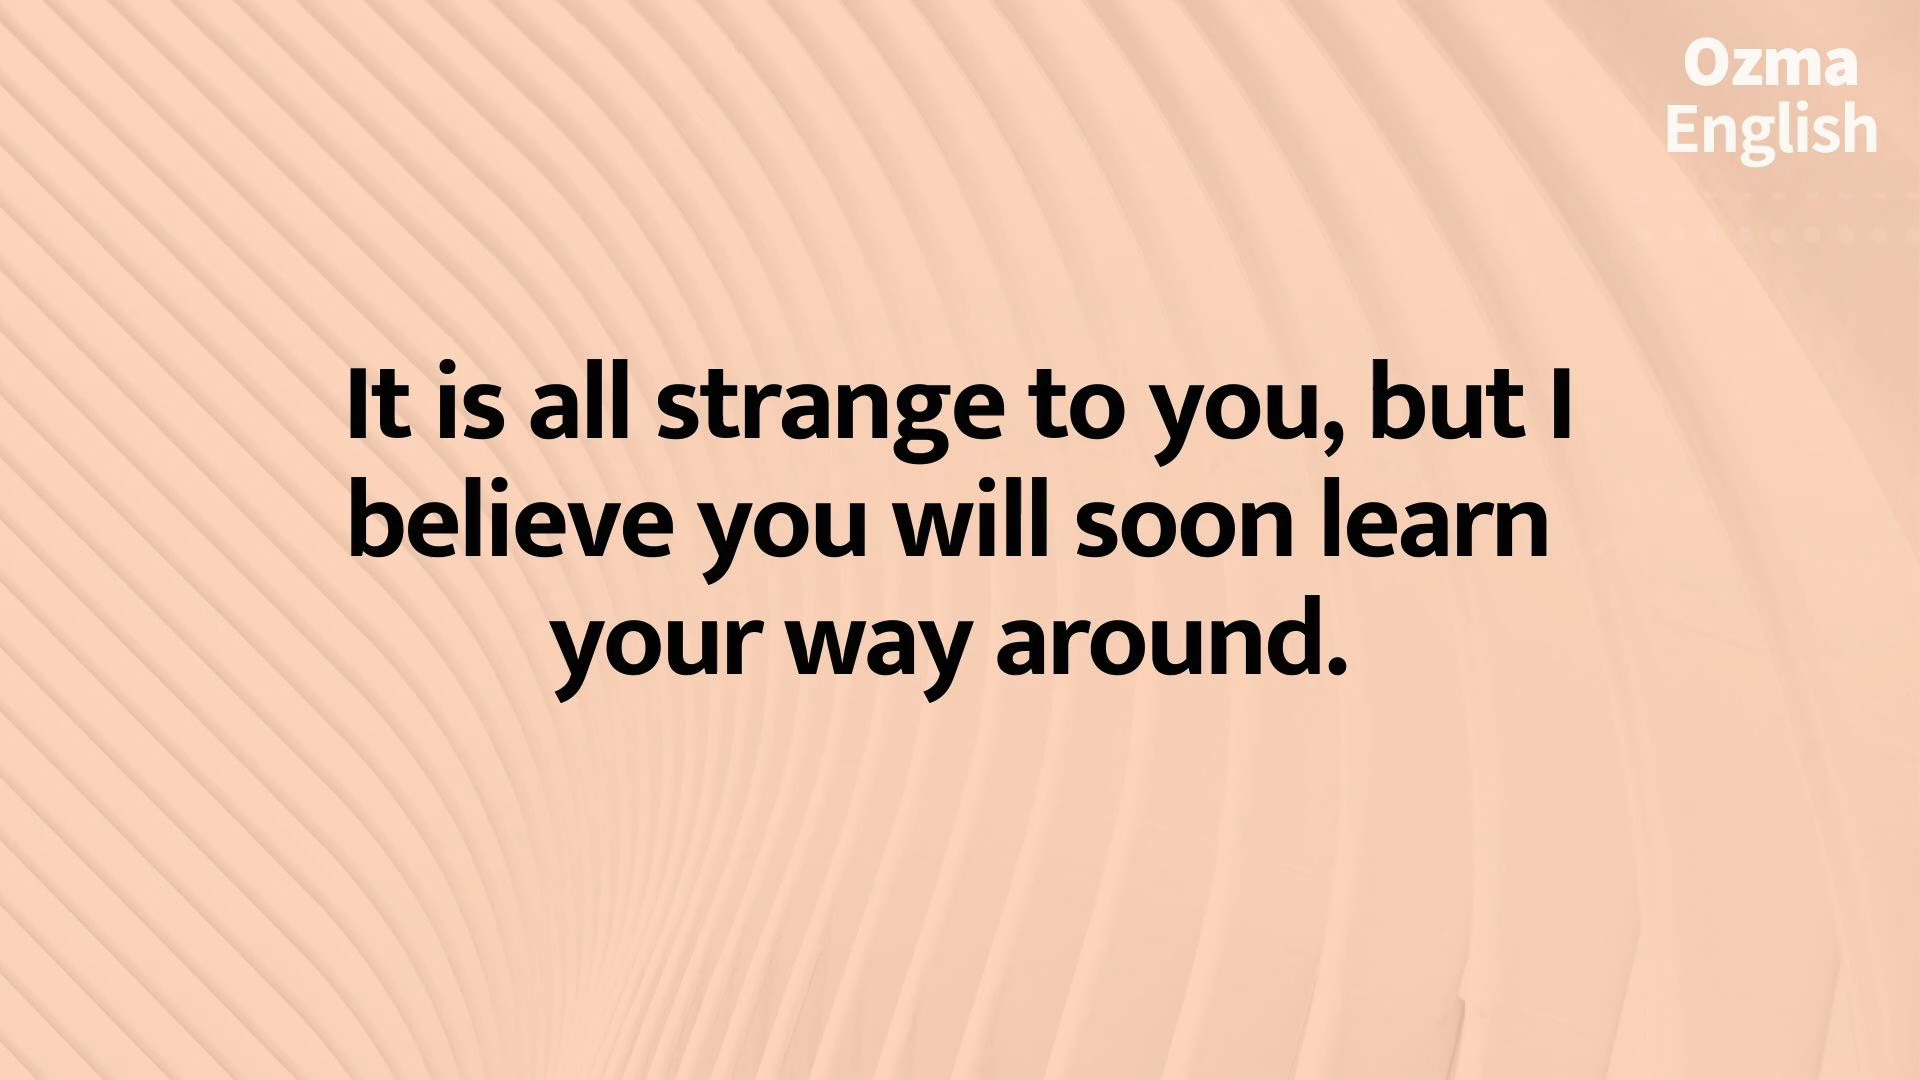 Ozma
English
It is all strange to you, but I
believe you will soon learn
your way around.